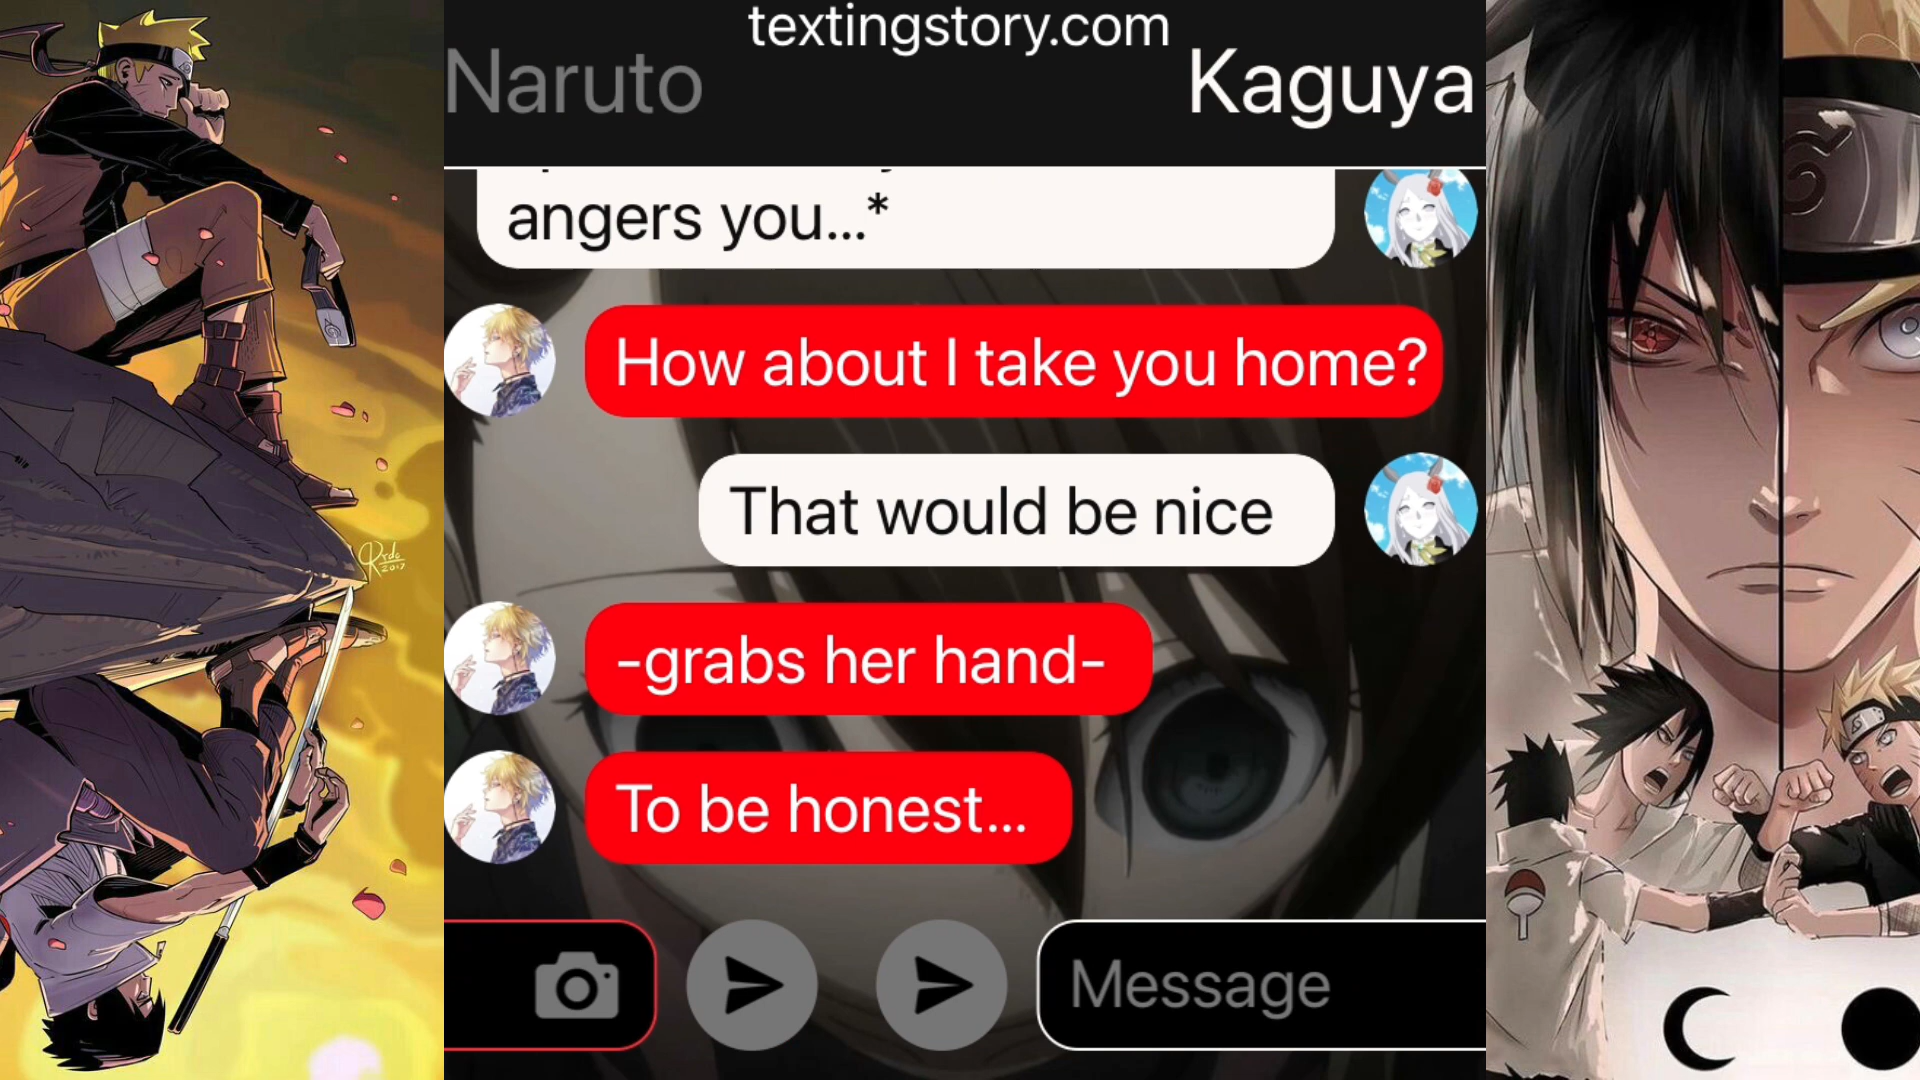 textingstory.com
Naruto
Kaguya
angers you...*
How about I take you home?
That would be nice
-grabs her hand-
To be honest...
Message
2017